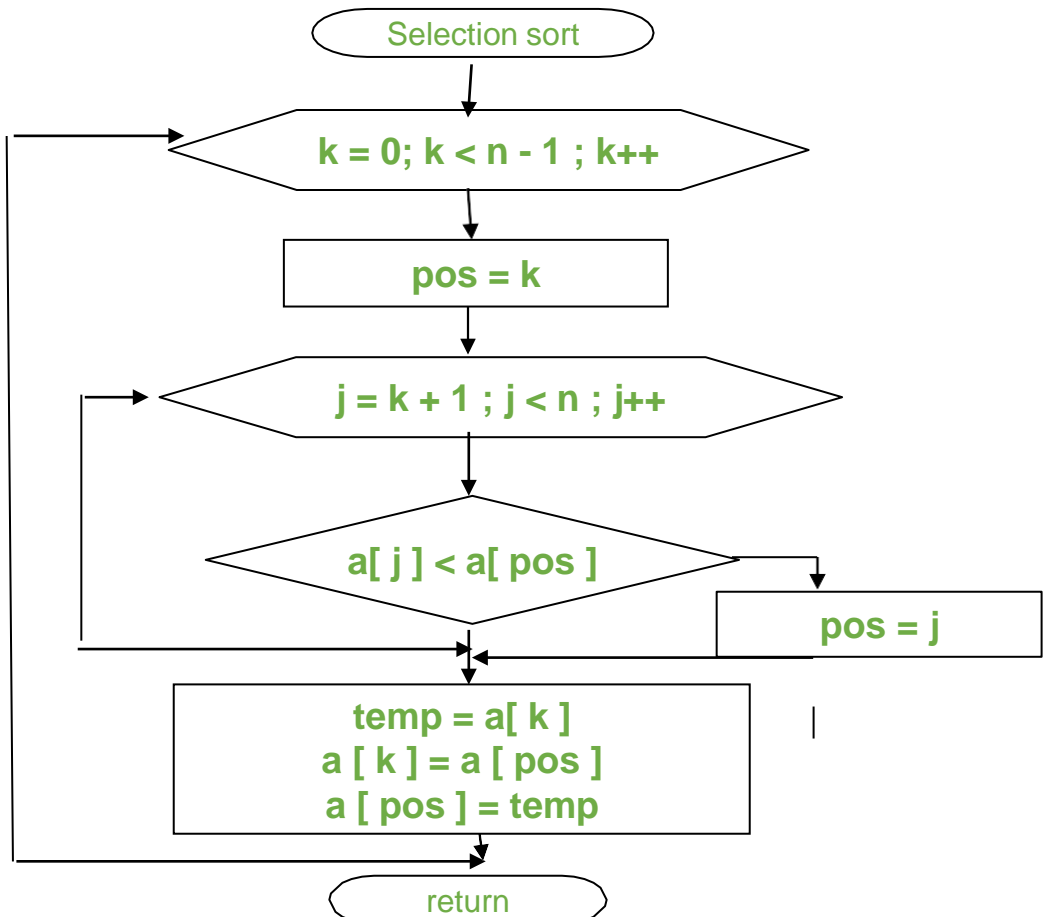 Selection sort
k = 0; k < n - 1 ; k++
pos = k
j = k + 1 ; j < n ; j++
a[ j ] < a[ pos ]
pos = j
temp = a[ k ]
a [ k ] = a [ pos ]
a [ pos ] = temp
return